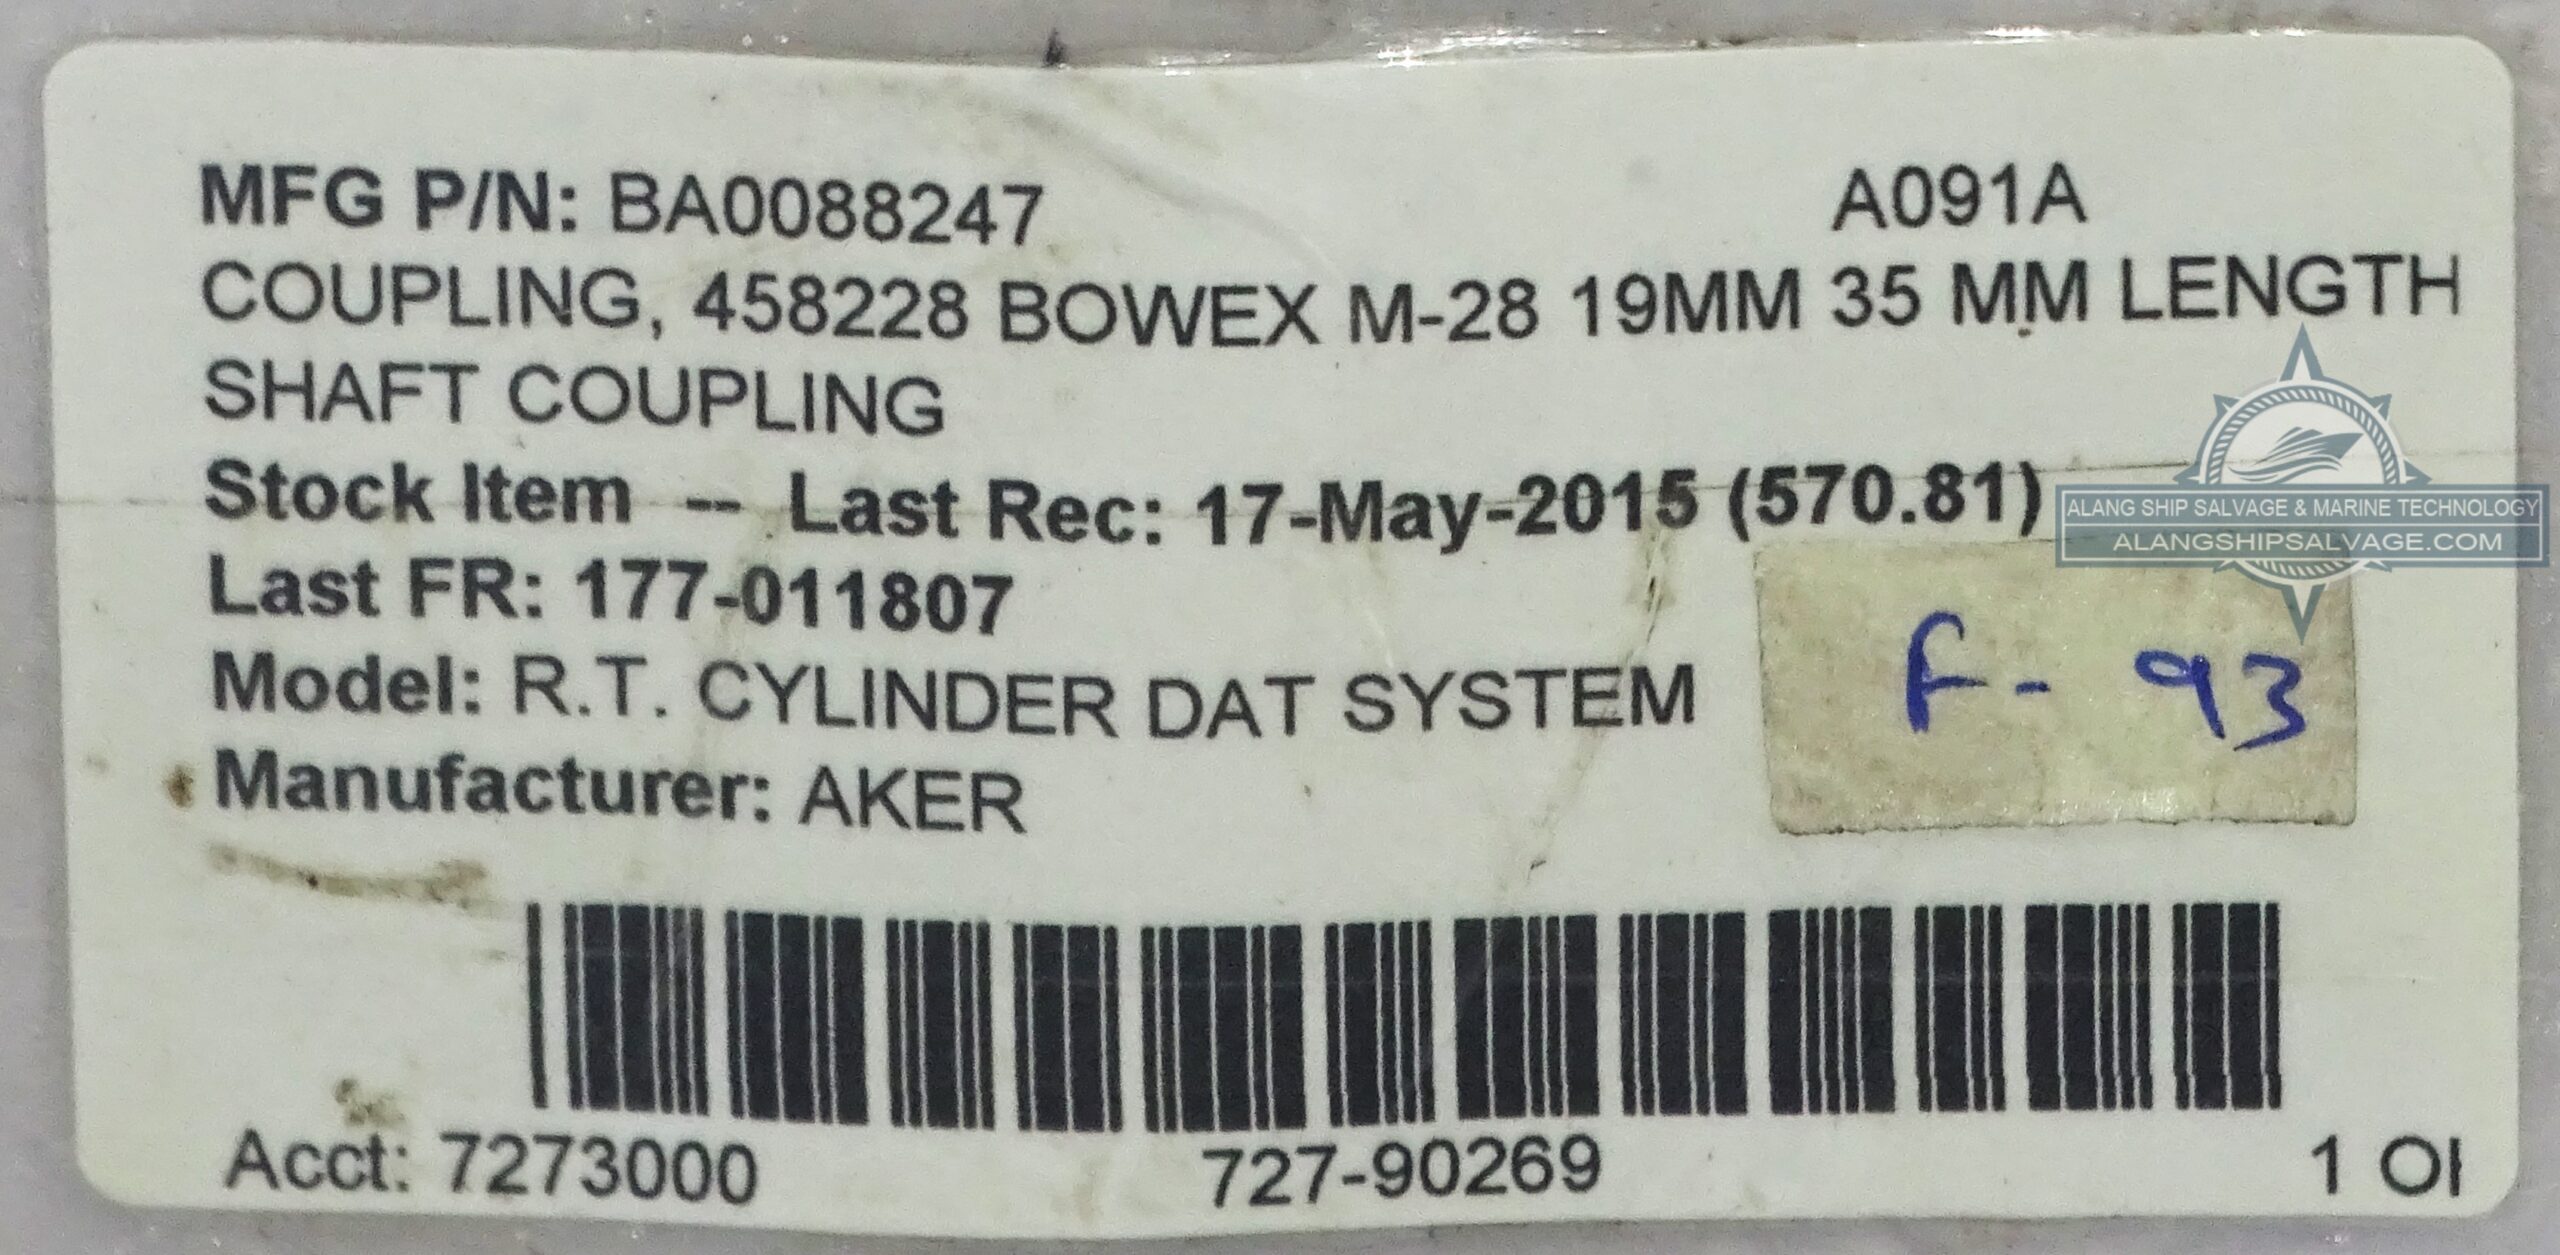 MFG P/N: BA0088247 A091A
COUPLING, 458228 BOWEX M-28 19MM 35 MM LENGTH
SHAFT COUPLING
Stock Item -- Last Rec: 17-May-2015 (570.81)
ALANG SHIP SALVAGE & MARINE TECHNOLOGY
ALANGSHIPSALVAGE.COM
Last FR: 177-011807
Model: R.T. CYLINDER DAT SYSTEM
F- 93
Manufacturer: AKER
Acct: 7273000 727-90269 1 OI